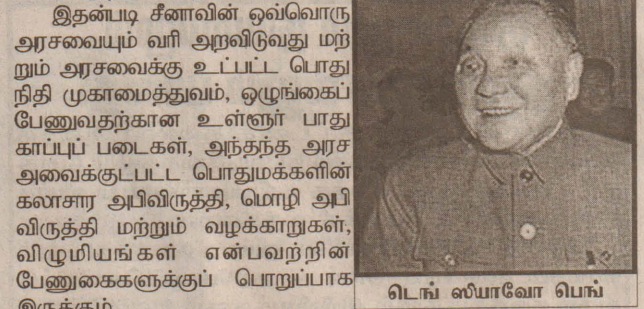 இதன்படி சீனாவின் ஒவ்வொரு
அரசவையும் வரி அறவிடுவது மற்
றும் அரசவைக்கு உட்பட்ட பொது
நிதி முகாமைத்துவம், ஒழுங்கைப்
பேணுவதற்கான உள்ளூர் பாது
காப்புப் படைகள், அந்தந்த அரச
அவைக்குட்பட்ட பொதுமக்களின்
கலாசார அபிவிருத்தி, மொழி அபி
விருத்தி மற்றும் வழக்காறுகள்,
விழுமியங்கள் என்பவற்றின்
பேணுகைகளுக்குப் பொறுப்பாக
இருக்கும்
டெங் ஸியாவோ பெங்